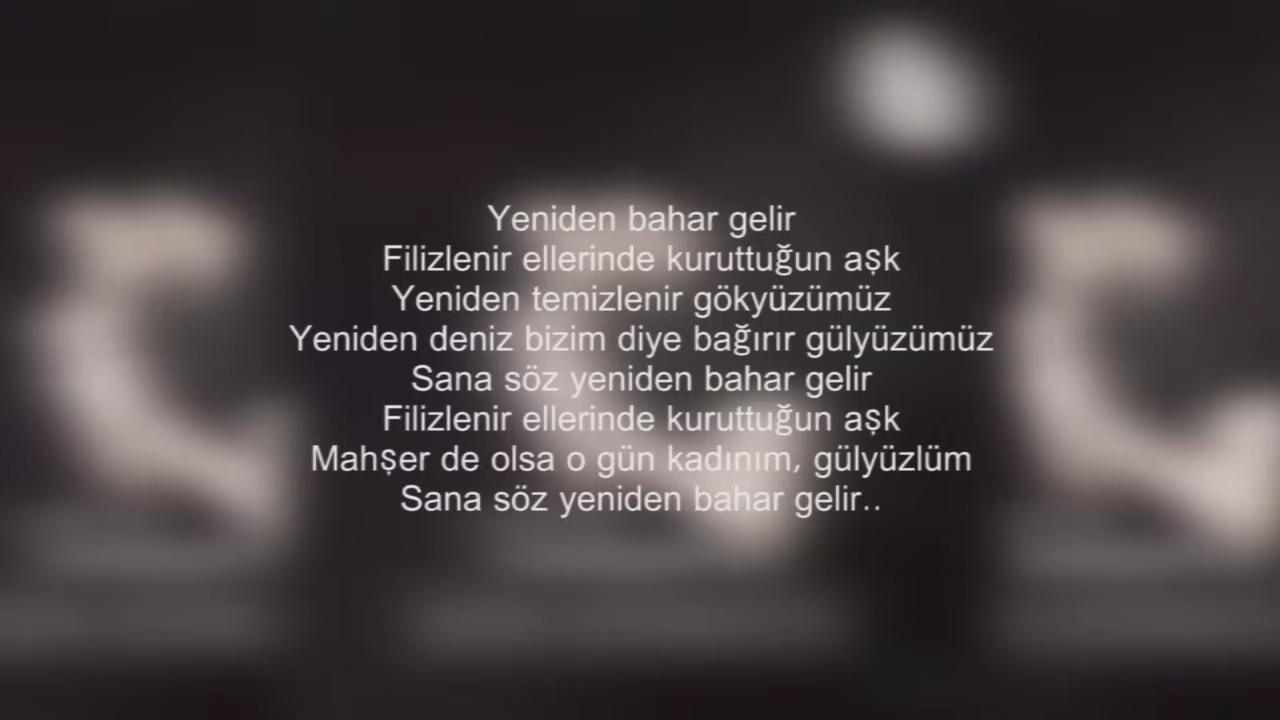 Yeniden bahar gelir
Filizlenir ellerinde kuruttuğun aşk
Yeniden temizlenir gökyüzümüz
Yeniden deniz bizim diye bağırır gülyüzümüz
Sana söz yeniden bahar gelir
Filizlenir ellerinde kuruttuğun aşk
Mahşer de olsa o gün kadınım, gülyüzlüm
Sana söz yeniden bahar gelir..